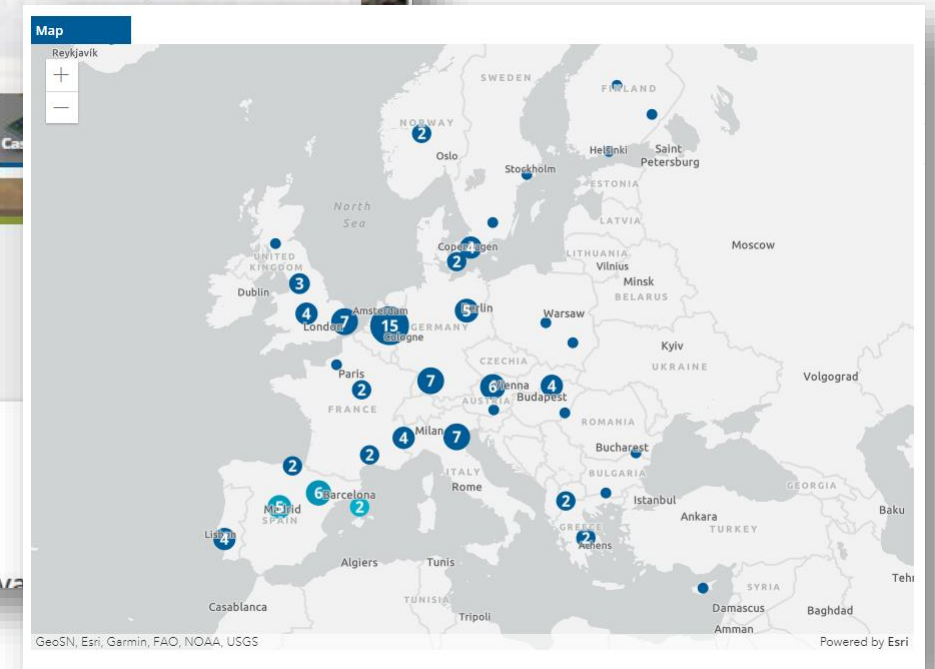 Map
Reykjavík
+
SWEDEN
FINLAND
NORWAY
2
Oslo
Helsinki
Saint
Petersburg
Stockholm
ESTONIA
North
Sea
LATVIA
Copenhagen
4
2
Moscow
LITHUANIA
Vilnius
UNITED
KINGDOM
Minsk
BELARUS
3
Dublin
4
London
7
Amsterdam
15
Cologne
GERMANY
5
Berlin
Warsaw
Kyiv
UKRAINE
CZECHIA
Paris
2
7
6
Vienna
4
Budapest
AUSTRIA
Volgograd
FRANCE
ROMANIA
4
Milan
7
Bucharest
2
2
ITALY
Rome
BULGARIA
GEORGIA
6
Barcelona
2
5
Madrid
SPAIN
2
Istanbul
Ankara
TURKEY
Baku
Lisbon
4
GREECE
2
Athens
Algiers
Tunis
Casablanca
TUNISIA
Tripoli
SYRIA
Damascus
Baghdad
Amman
Teh
GeoSN, Esri, Garmin, FAO, NOAA, USGS
Powered by Esri
Cas